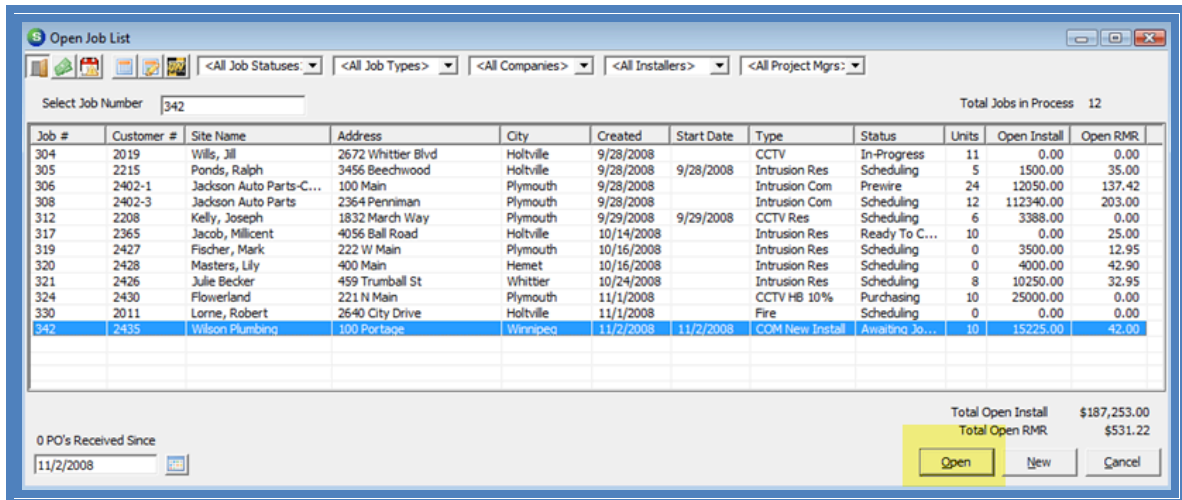 S Open Job List
<All Job Statuses: <All Job Types> <All Companies> <All Installers> <All Project Mgrs:
Select Job Number 342 Total Jobs in Process 12
Job # Customer # Site Name Address City Created Start Date Type Status Units Open Install Open RMR
304 2019 Wills, Jill 2672 Whittier Blvd Holtville 9/28/2008 CCTV In-Progress 11 0.00 0.00
305 2215 Ponds, Ralph 3456 Beechwood Holtville 9/28/2008 9/28/2008 Intrusion Res Scheduling 5 1500.00 35.00
306 2402-1 Jackson Auto Parts-C... 100 Main Plymouth 9/28/2008 Intrusion Com Prewire 24 12050.00 137.42
308 2402-3 Jackson Auto Parts 2364 Penniman Plymouth 9/28/2008 Intrusion Com Scheduling 12 112340.00 203.00
312 2208 Kelly, Joseph 1832 March Way Plymouth 9/29/2008 9/29/2008 CCTV Res Scheduling 6 3388.00 0.00
317 2365 Jacob, Millicent 4056 Ball Road Holtville 10/14/2008 Intrusion Res Ready To C... 10 0.00 25.00
319 2427 Fischer, Mark 222 W Main Plymouth 10/16/2008 Intrusion Res Scheduling 0 3500.00 12.95
320 2428 Masters, Lily 400 Main Hemet 10/16/2008 Intrusion Res Scheduling 0 4000.00 42.90
321 2426 Julie Becker 459 Trumball St Whittier 10/24/2008 Intrusion Res Scheduling 8 10250.00 32.95
324 2430 Flowerland 221 N Main Plymouth 11/1/2008 CCTV HB 10% Purchasing 10 25000.00 0.00
330 2011 Lorne, Robert 2640 City Drive Holtville 11/1/2008 Fire Scheduling 0 0.00 0.00
342 2435 Wilson Plumbing 100 Portage Winnipeg 11/2/2008 11/2/2008 COM New Install Awaiting Jo... 10 15225.00 42.00
Total Open Install $187,253.00
Total Open RMR $531.22
0 PO's Received Since
11/2/2008 Open New Cancel